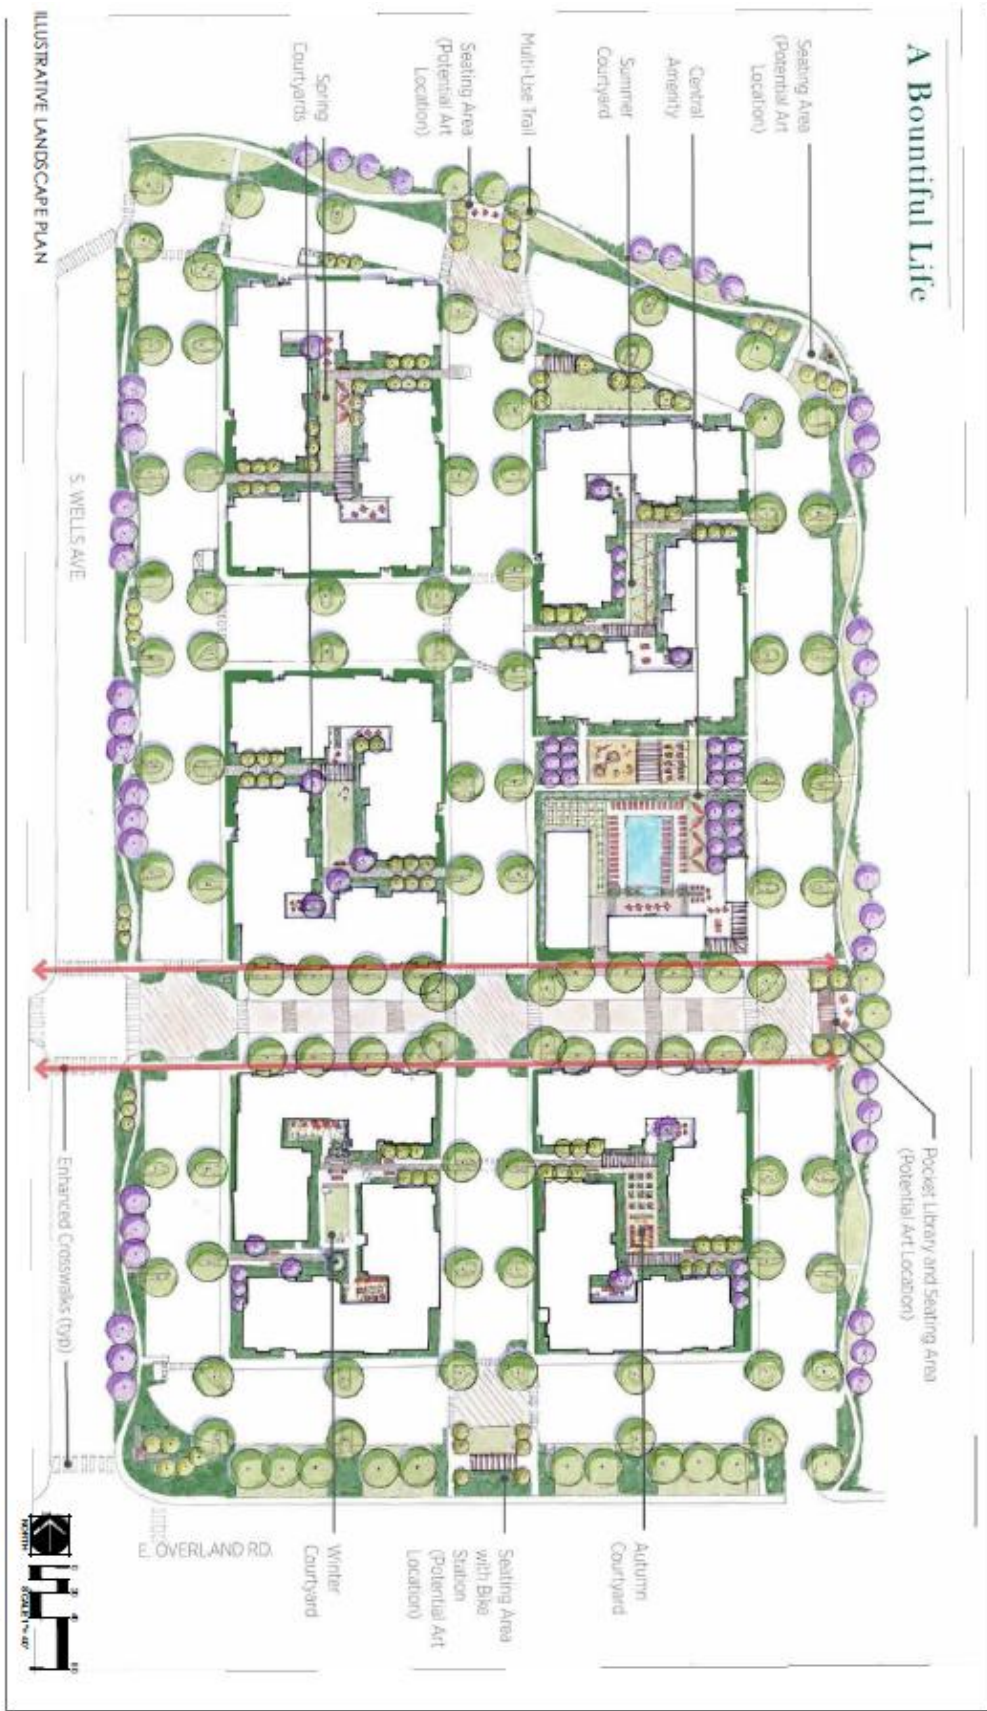 A Bountiful Life
Seating Area
(Potential Art
Location)
Central
Amenity
Summer
Courtyard
Multi-Use Trail
Seating Area
(Potential Art
Location)
Spring
Courtyards
Pocket Library and Seating Area
(Potential Art Location)
Autumn
Courtyard
Seating Area
with Bike
Station
(Potential Art
Location)
Winter
Courtyard
E. OVERLAND RD.
S. WELLS AVE.
Enhanced Crosswalks (typ)
ILLUSTRATIVE LANDSCAPE PLAN
NORTH